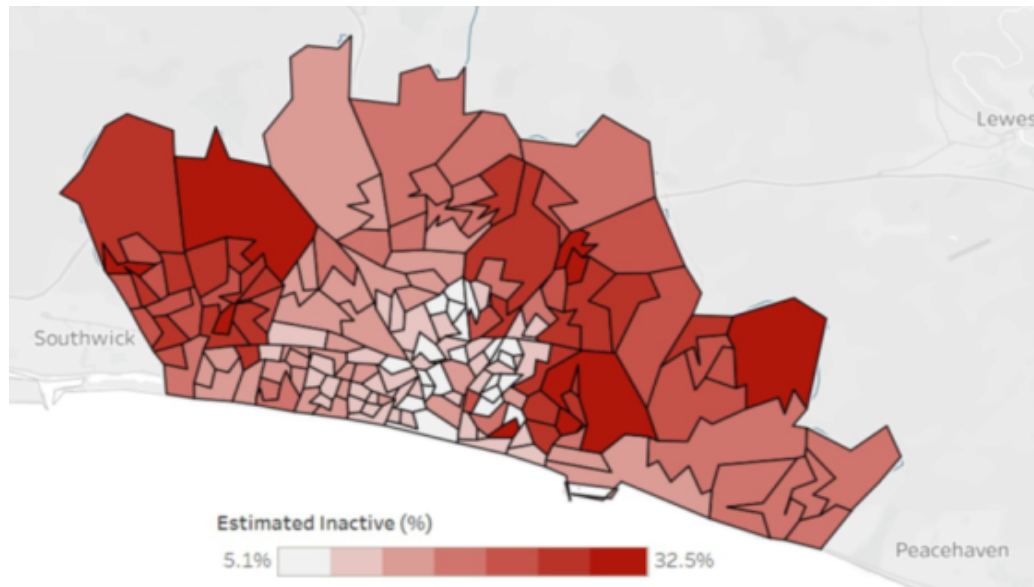 Lewes
Southwick
Estimated Inactive (%)
5.1% 32.5%
Peacehaven